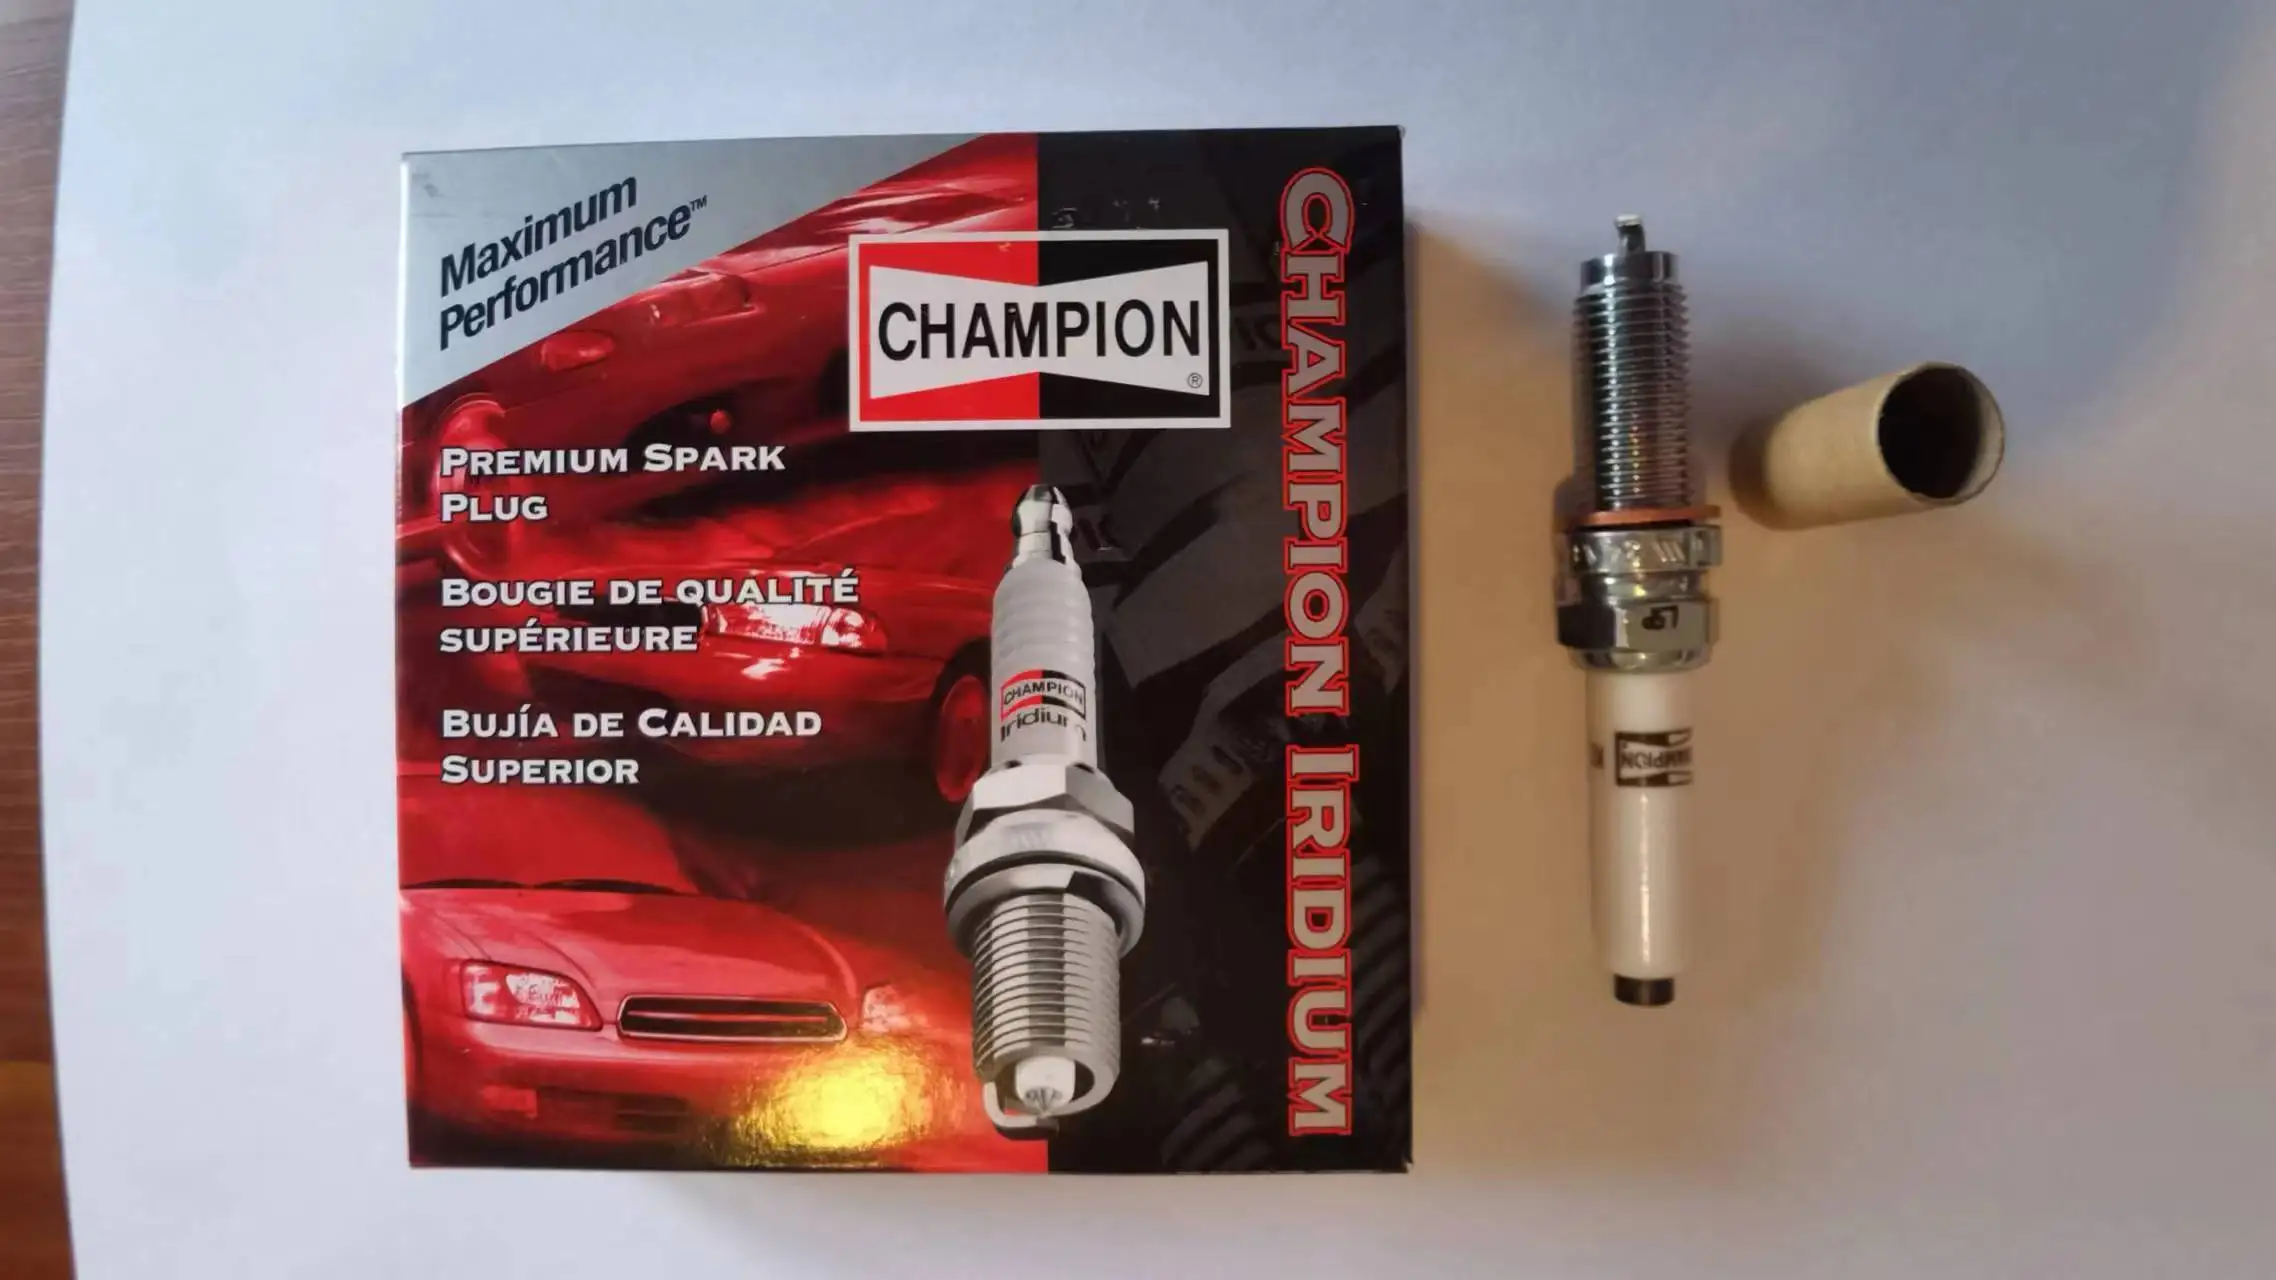 Maximum
Performance™
CHAMPION
®
PREMIUM SPARK
PLUG
BOUGIE DE QUALITÉ
SUPÉRIEURE
BUJÍA DE CALIDAD
SUPERIOR
CHAMPION
Iridium
CHAMPION IRIDIUM